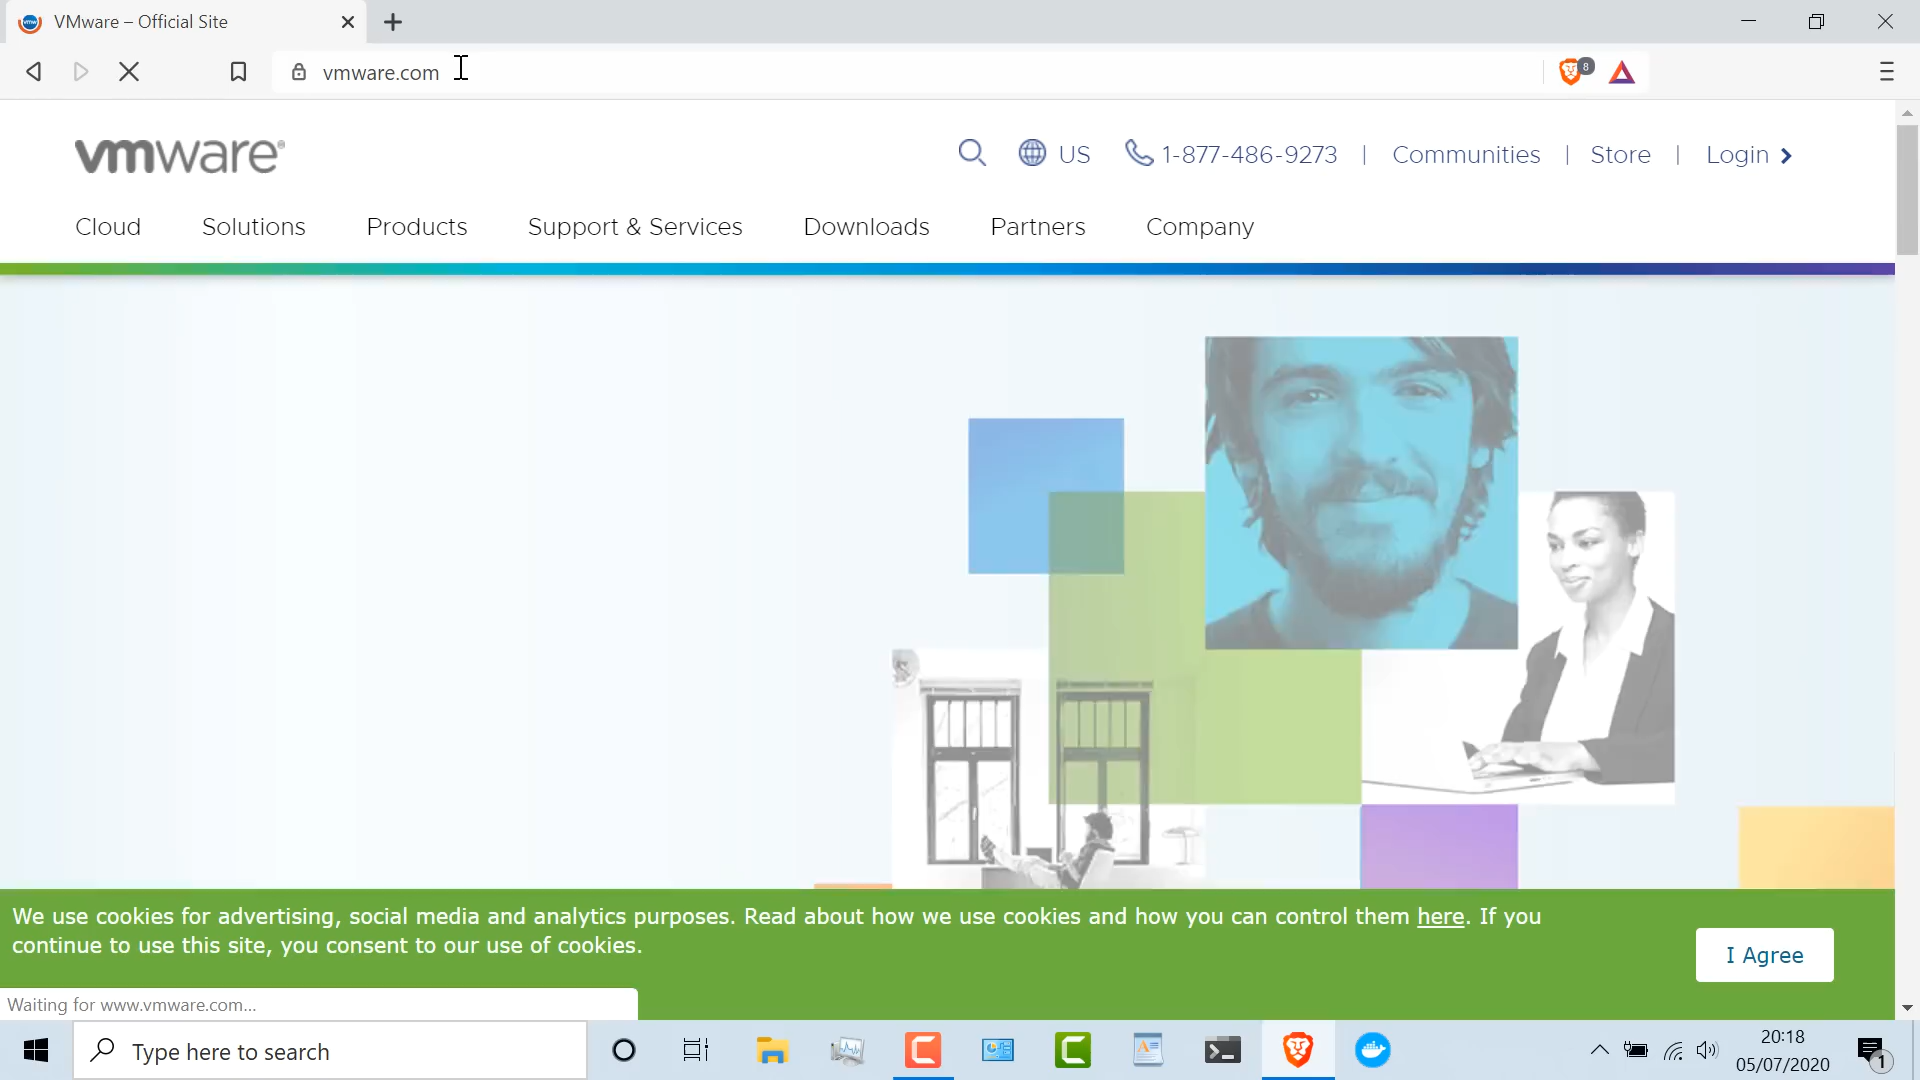 VMware – Official Site
vmware.com
8
vmware®
US
1-877-486-9273 | Communities | Store | Login
Cloud Solutions Products Support & Services Downloads Partners Company
We use cookies for advertising, social media and analytics purposes. Read about how we use cookies and how you can control them here. If you
continue to use this site, you consent to our use of cookies.
I Agree
Waiting for www.vmware.com...
Type here to search
20:18
05/07/2020
1